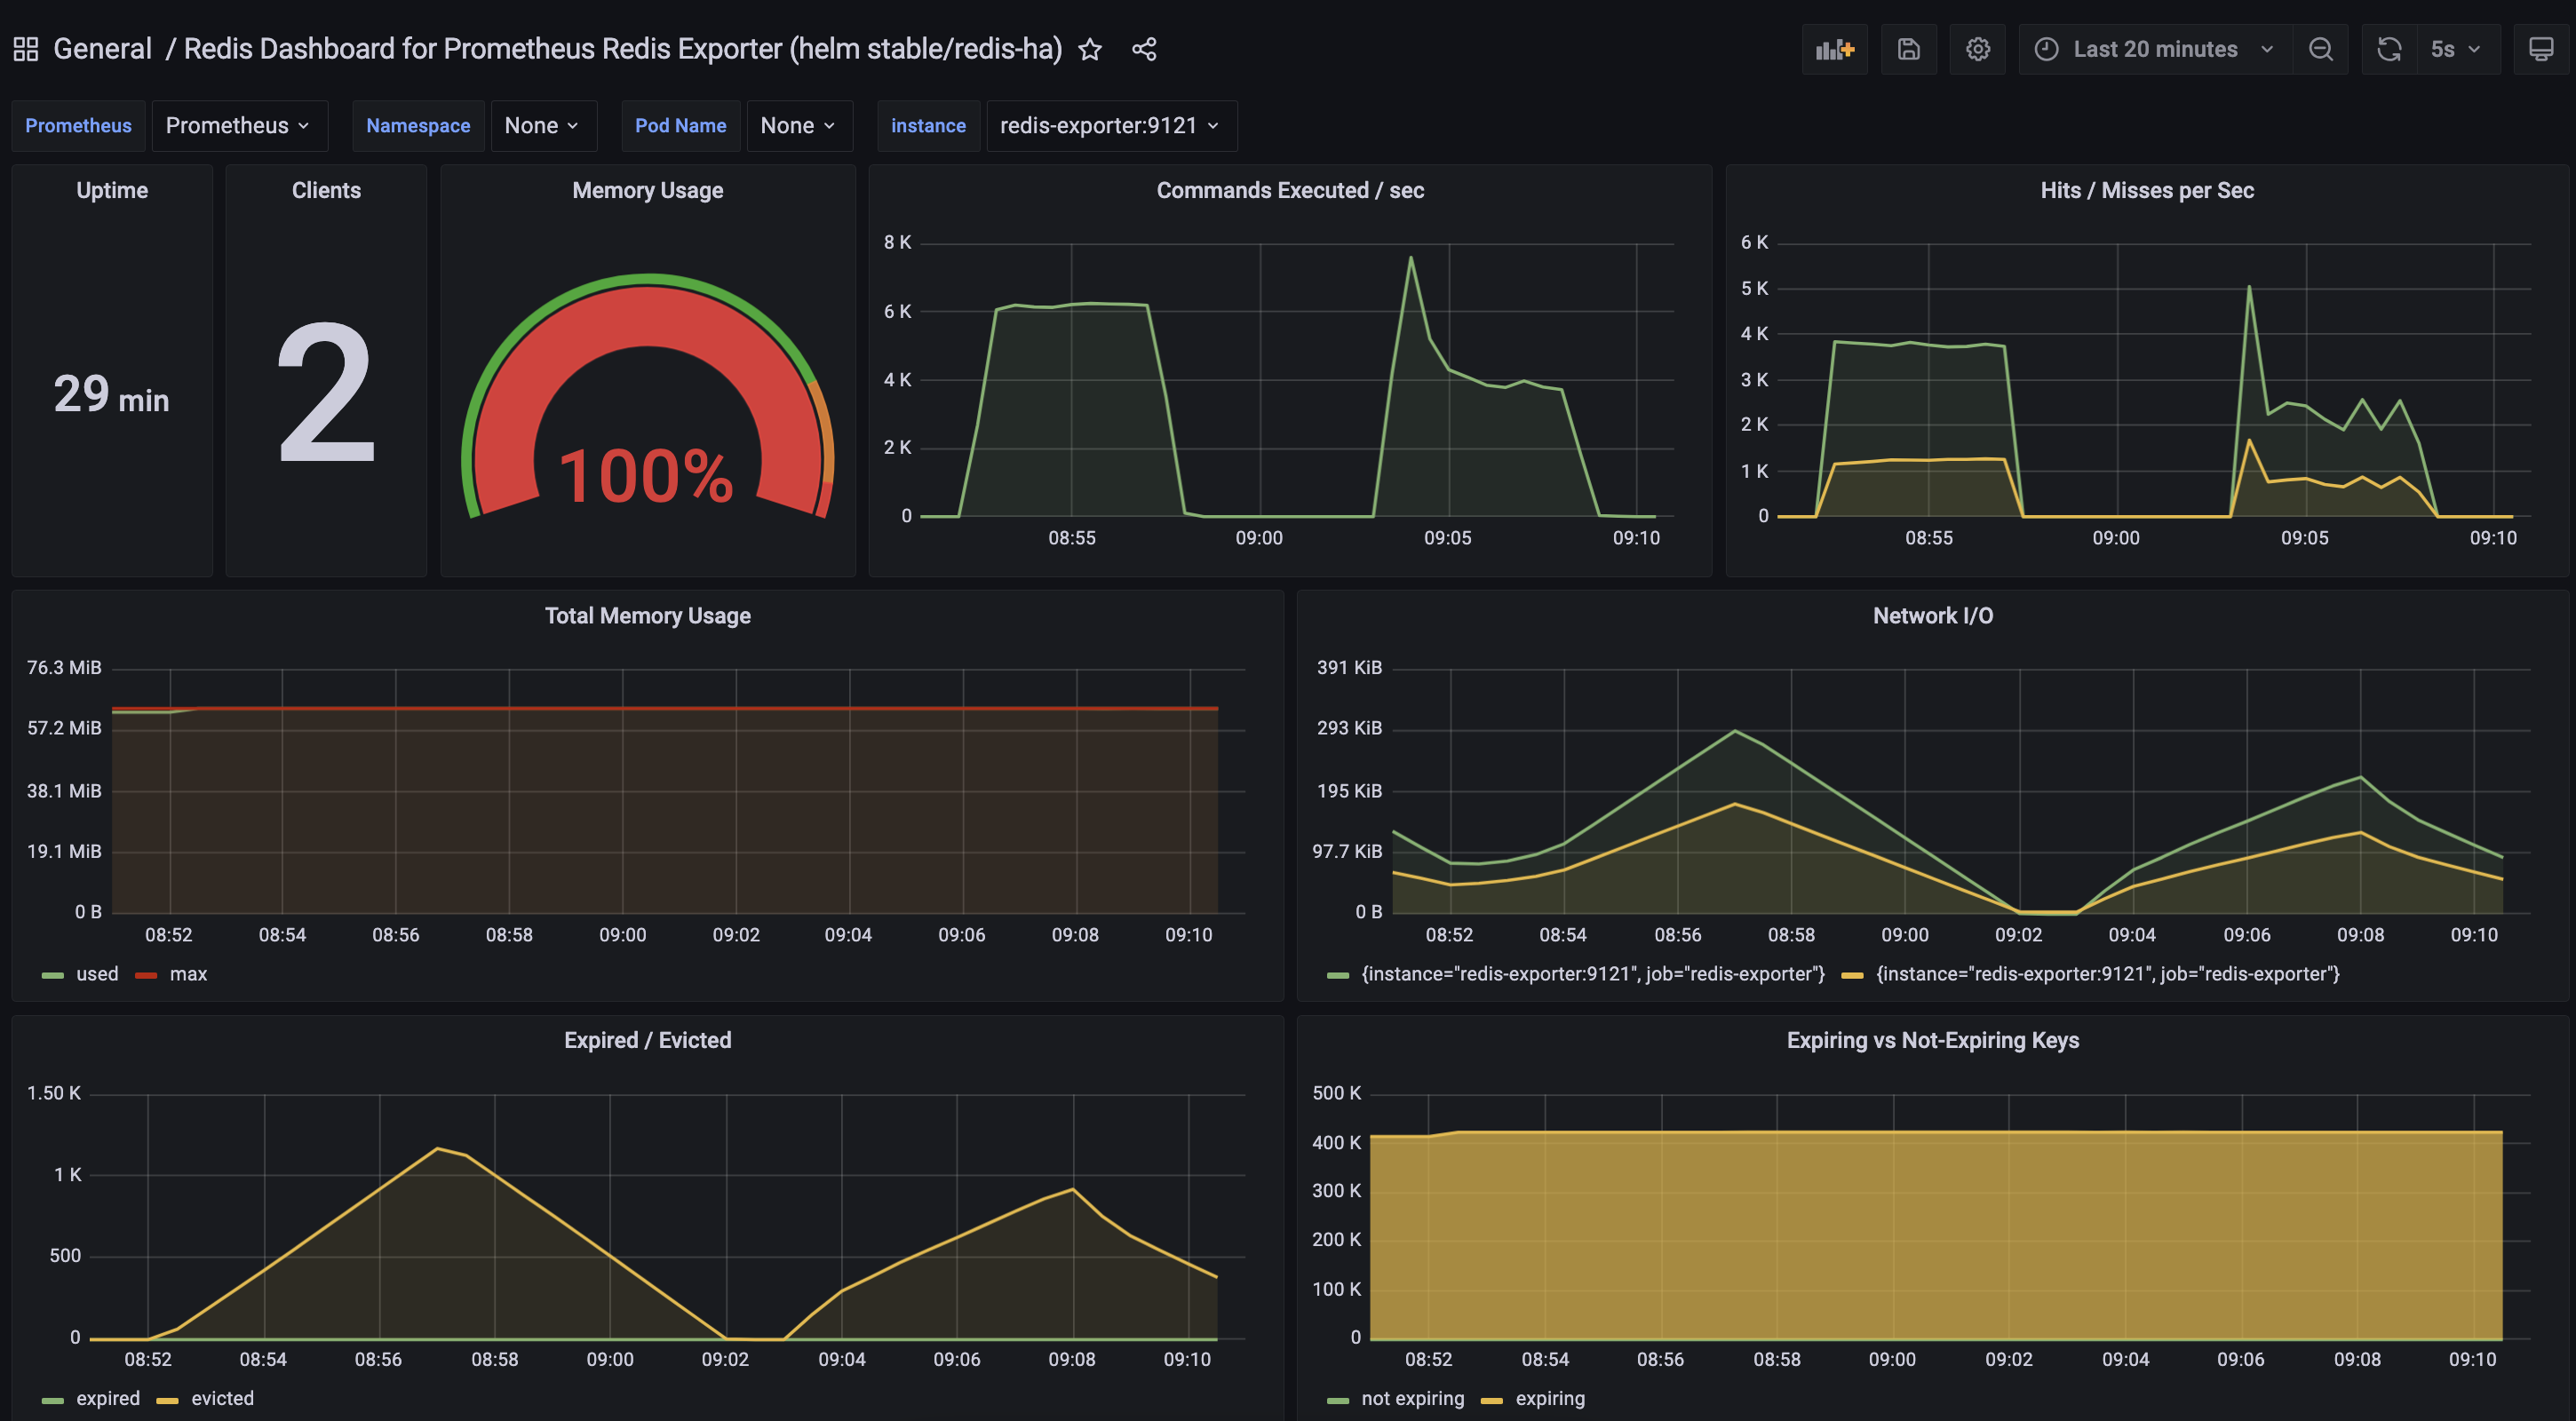 General / Redis Dashboard for Prometheus Redis Exporter (helm stable/redis-ha)
Last 20 minutes
5s
Prometheus Prometheus Namespace None Pod Name None instance redis-exporter:9121
Uptime
29 min
Clients
2
Memory Usage
100%
Commands Executed / sec
8 K
6 K
4 K
2 K
0
08:55 09:00 09:05 09:10
Hits / Misses per Sec
6 K
5 K
4 K
3 K
2 K
1 K
0
08:55 09:00 09:05 09:10
Total Memory Usage
76.3 MiB
57.2 MiB
38.1 MiB
19.1 MiB
0 B
08:52 08:54 08:56 08:58 09:00 09:02 09:04 09:06 09:08 09:10
used max
Network I/O
391 KiB
293 KiB
195 KiB
97.7 KiB
0 B
08:52 08:54 08:56 08:58 09:00 09:02 09:04 09:06 09:08 09:10
{instance="redis-exporter:9121", job="redis-exporter"} {instance="redis-exporter:9121", job="redis-exporter"}
Expired / Evicted
1.50 K
1 K
500
0
08:52 08:54 08:56 08:58 09:00 09:02 09:04 09:06 09:08 09:10
expired evicted
Expiring vs Not-Expiring Keys
500 K
400 K
300 K
200 K
100 K
0
08:52 08:54 08:56 08:58 09:00 09:02 09:04 09:06 09:08 09:10
not expiring expiring